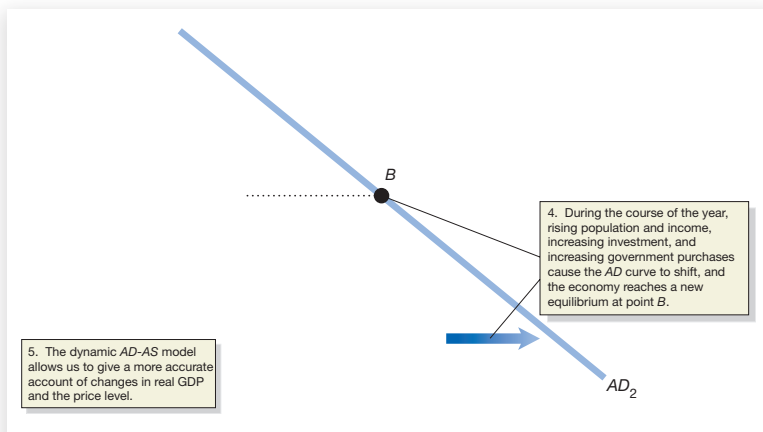 B
4. During the course of the year,
rising population and income,
increasing investment, and
increasing government purchases
cause the AD curve to shift, and
the economy reaches a new
equilibrium at point B.
5. The dynamic AD-AS model
allows us to give a more accurate
account of changes in real GDP
and the price level.
AD2